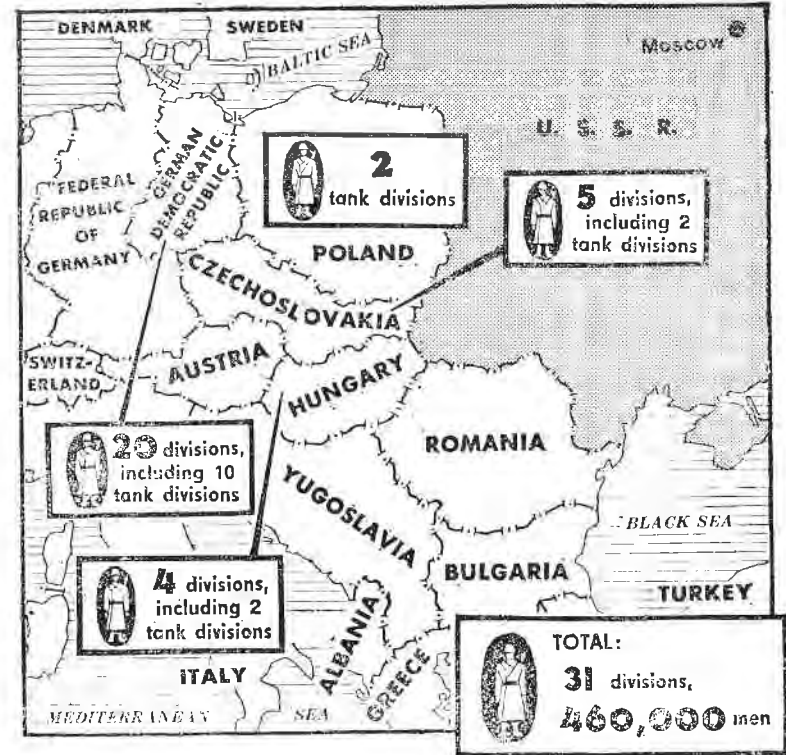 DENMARK
SWEDEN
BALTIC SEA
Moscow
U. S. S. R.
FEDERAL
REPUBLIC
OF
GERMANY
GERMAN
DEMOCRATIC
REPUBLIC
2
tank divisions
5 divisions,
including 2
tank divisions
POLAND
CZECHOSLOVAKIA
SWITZ-
ERLAND
AUSTRIA
HUNGARY
ROMANIA
20 divisions,
including 10
tank divisions
YUGOSLAVIA
BLACK SEA
4 divisions,
including 2
tank divisions
BULGARIA
TURKEY
ALBANIA
GREECE
ITALY
MEDITERRANEAN SEA
TOTAL:
31 divisions,
460,000 men